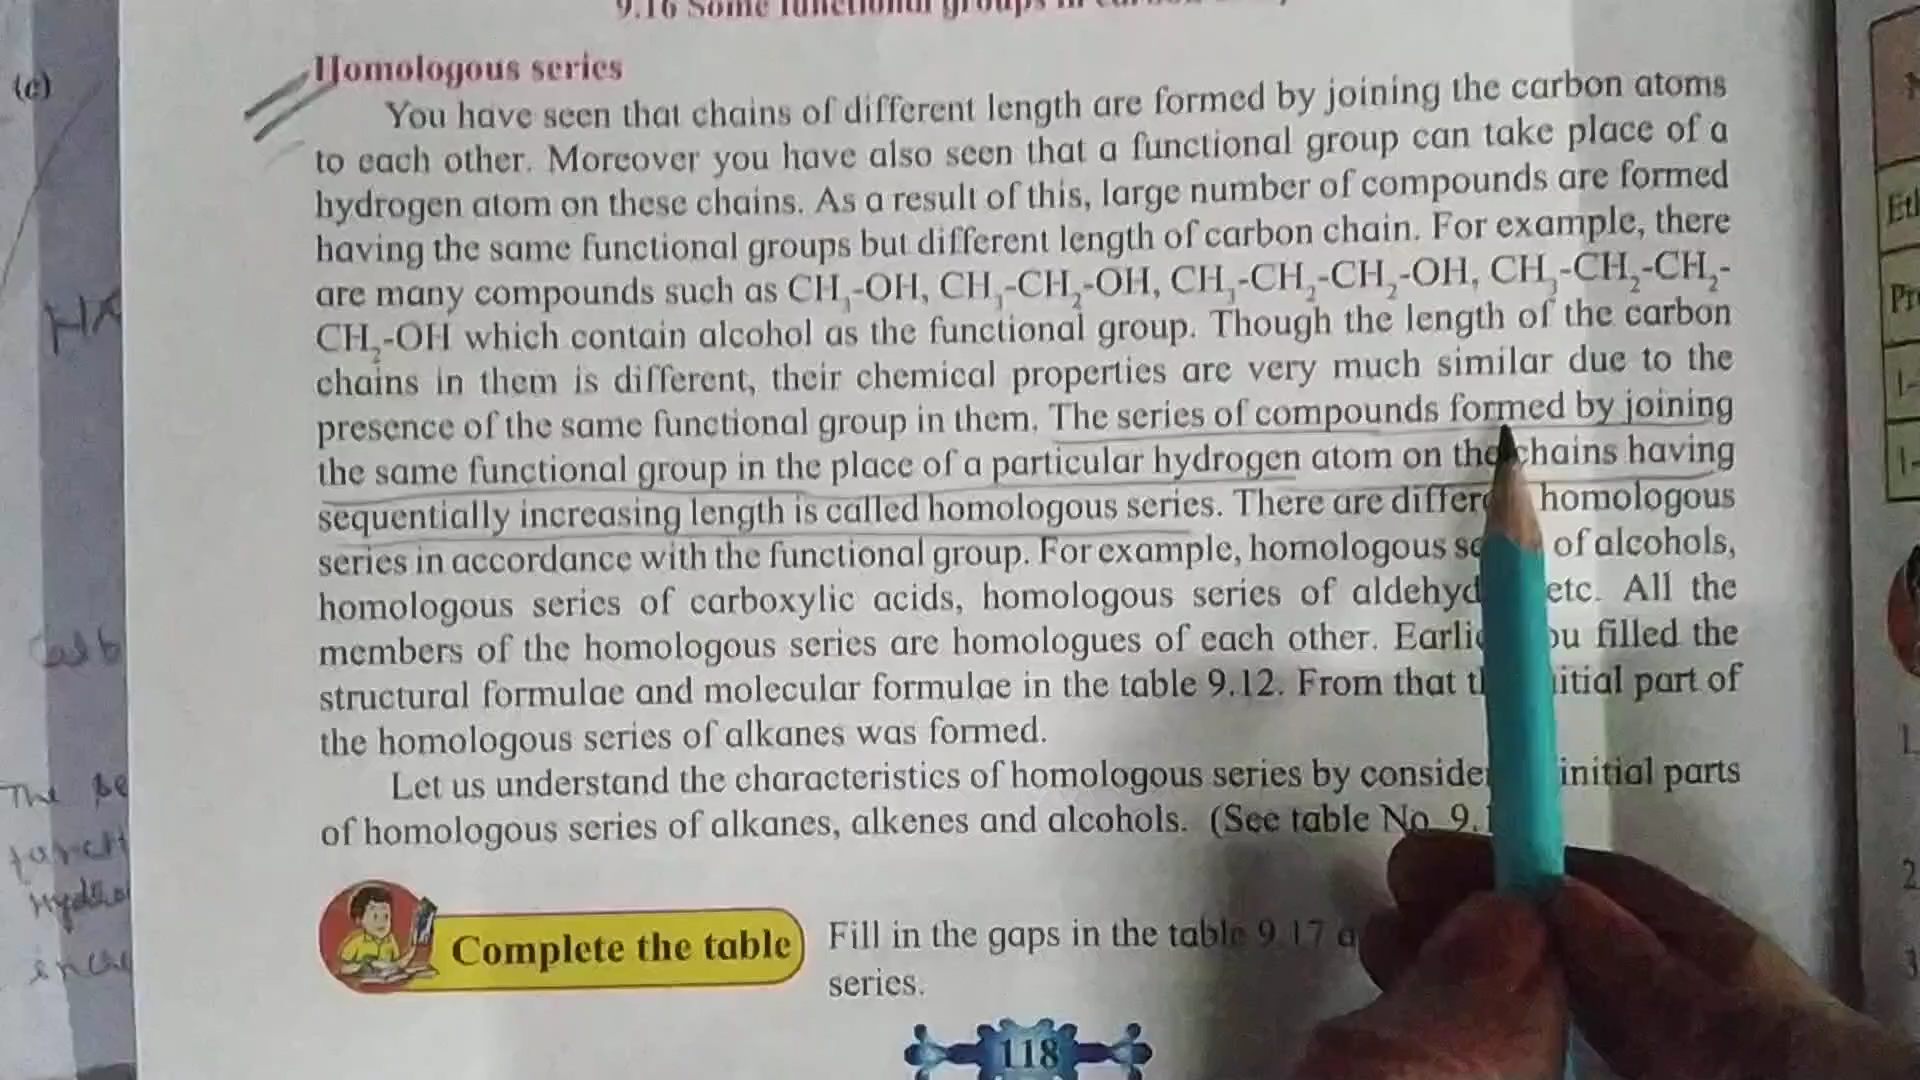 9.16 Some functional groups in carbon
Homologous series
(c)
You have seen that chains of different length are formed by joining the carbon atoms
to each other. Moreover you have also seen that a functional group can take place of a
hydrogen atom on these chains. As a result of this, large number of compounds are formed
having the same functional groups but different length of carbon chain. For example, there
are many compounds such as CH₃-OH, CH₃-CH₂-OH, CH₃-CH₂-CH₂-OH, CH₃-CH₂-CH₂-
CH₂-OH which contain alcohol as the functional group. Though the length of the carbon
chains in them is different, their chemical properties are very much similar due to the
presence of the same functional group in them. The series of compounds formed by joining
the same functional group in the place of a particular hydrogen atom on the chains having
sequentially increasing length is called homologous series. There are differ homologous
series in accordance with the functional group. For example, homologous se of alcohols,
homologous series of carboxylic acids, homologous series of aldehyd etc. All the
members of the homologous series are homologues of each other. Earli ou filled the
structural formulae and molecular formulae in the table 9.12. From that t itial part of
the homologous series of alkanes was formed.
Let us understand the characteristics of homologous series by conside initial parts
of homologous series of alkanes, alkenes and alcohols. (See table No. 9.
Complete the table
Fill in the gaps in the table 9.17 a
series.
118
The